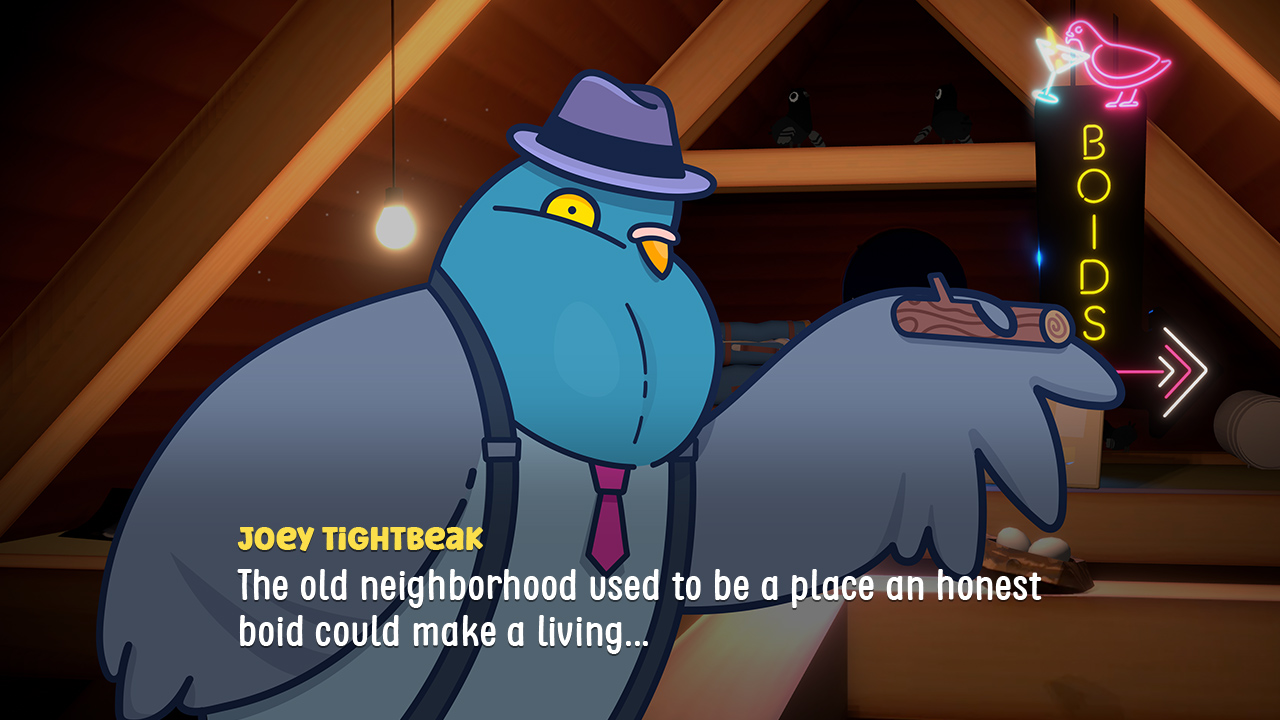 BOIDS
Joey Tightbeak
The old neighborhood used to be a place an honest
boid could make a living...